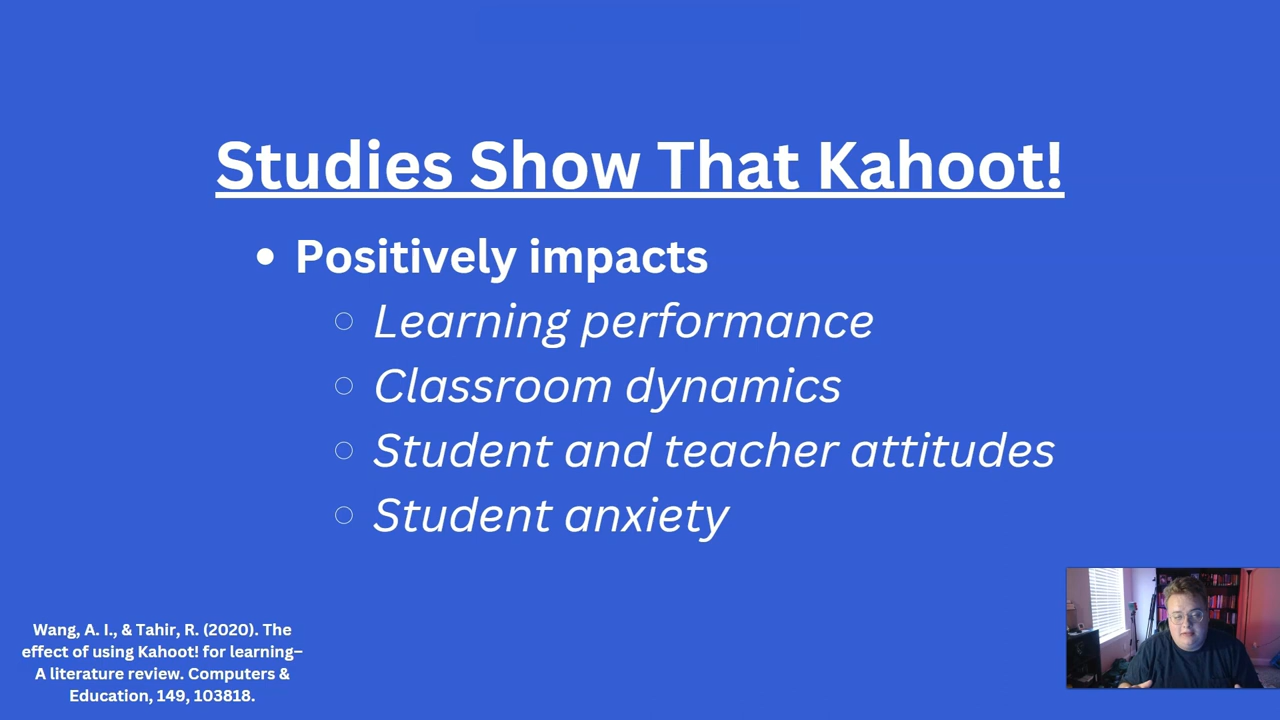 Studies Show That Kahoot!
Positively impacts
Learning performance
Classroom dynamics
Student and teacher attitudes
Student anxiety
Wang, A. I., & Tahir, R. (2020). The
effect of using Kahoot! for learning–
A literature review. Computers &
Education, 149, 103818.